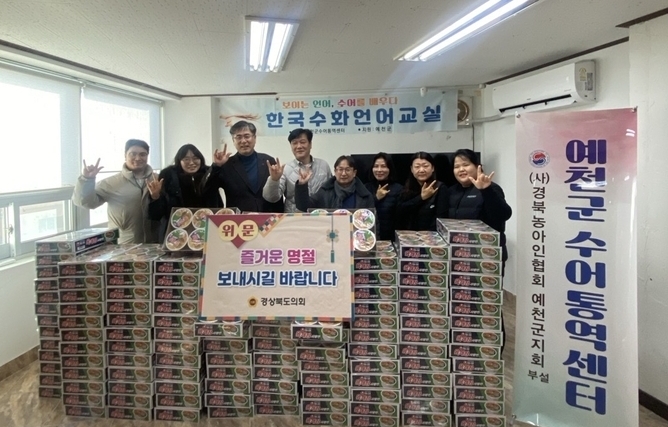 보이는 언어, 수어를 배우다
한국수화언어교실
위문
즐거운 명절
보내시길 바랍니다
경상북도의회
예천군 수어통역센터
(사)경북농아인협회 예천군지회 부설